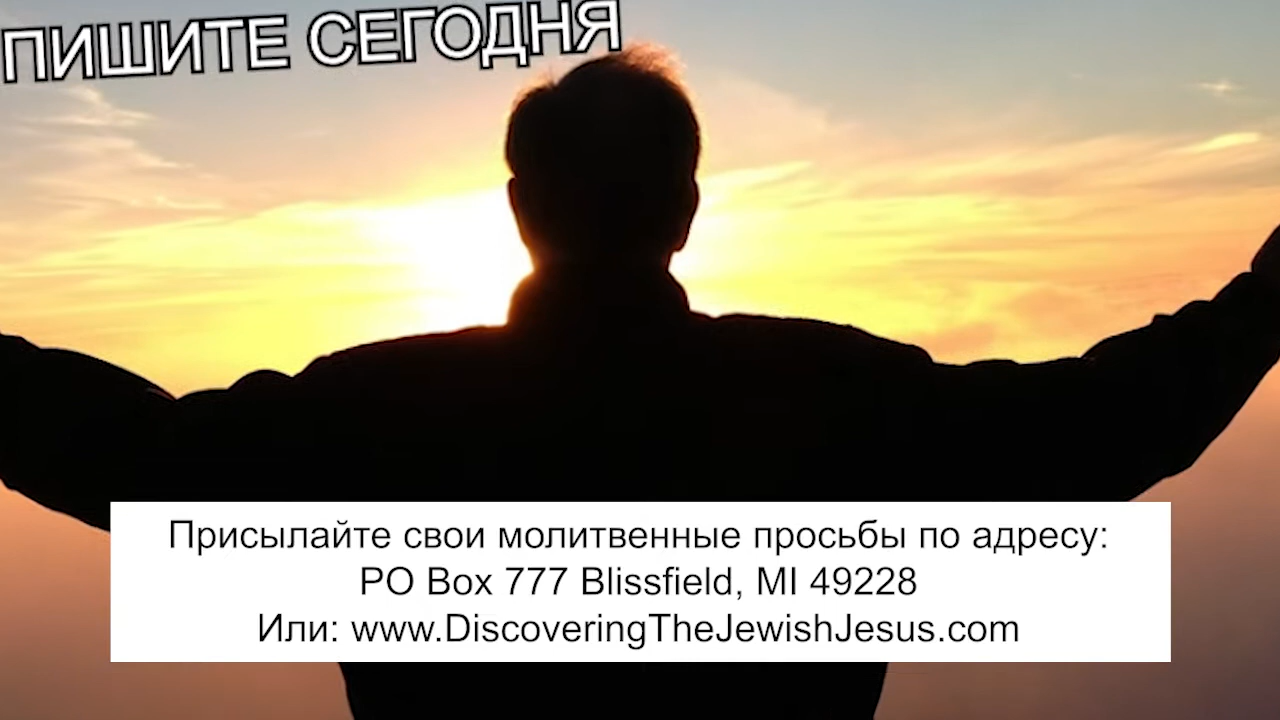 ПИШИТЕ СЕГОДНЯ
Присылайте свои молитвенные просьбы по адресу:
PO Box 777 Blissfield, MI 49228
Или: www.DiscoveringTheJewishJesus.com